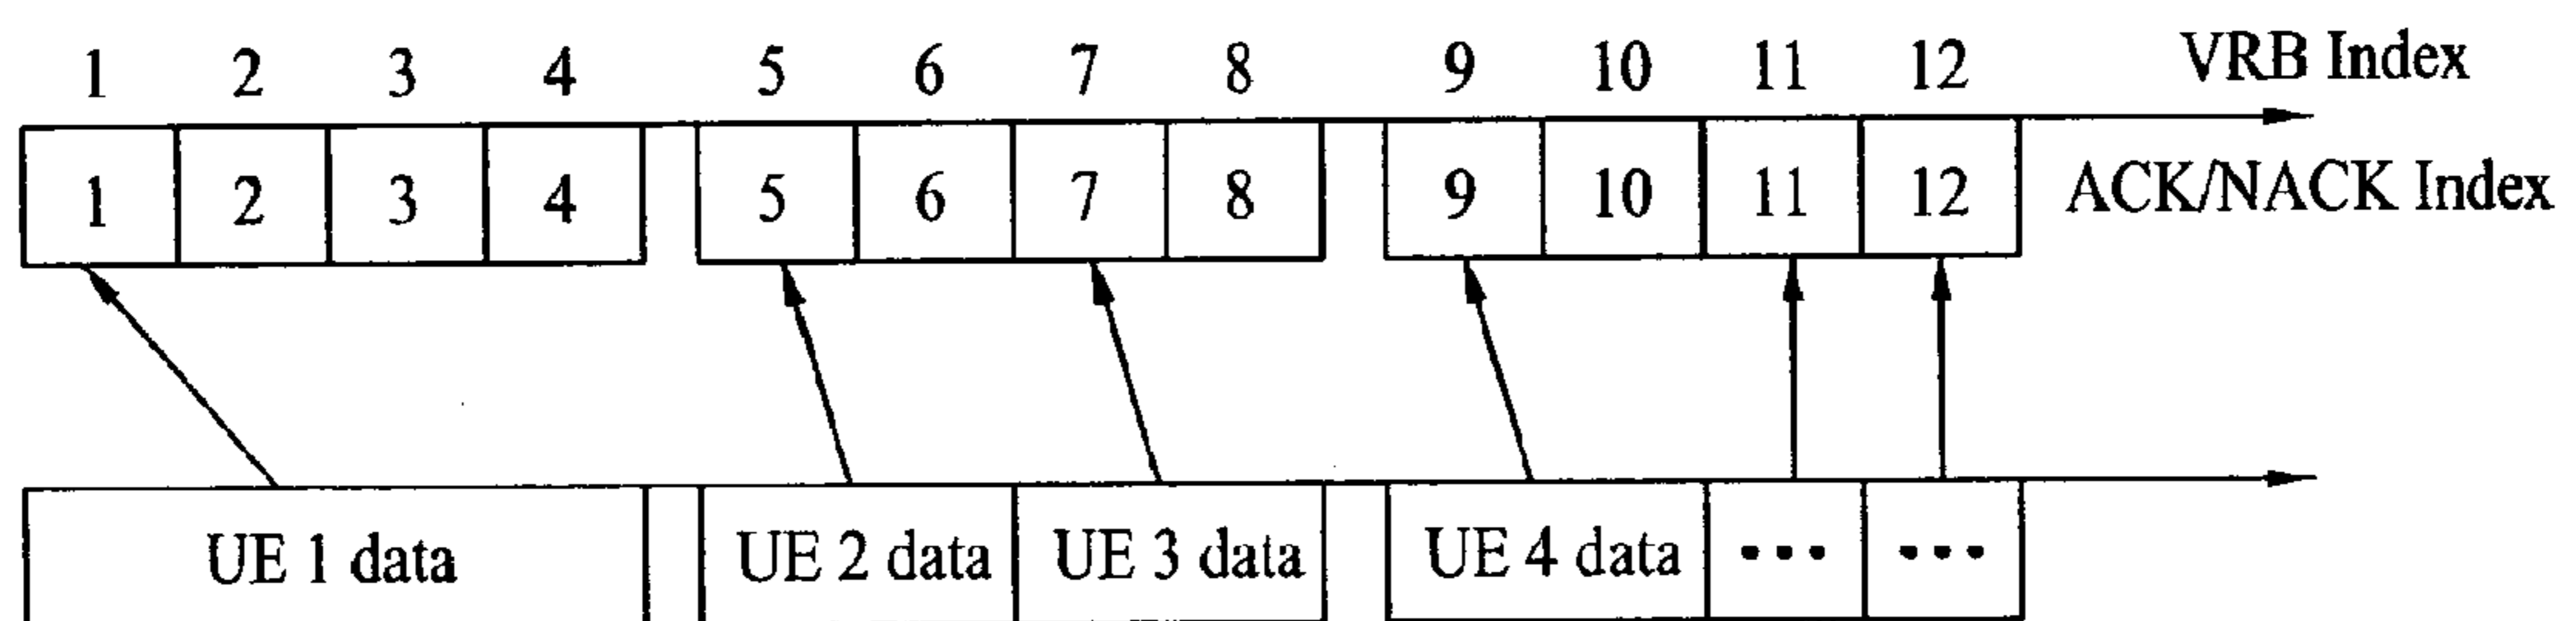 1 2 3 4 5 6 7 8 9 10 11 12 VRB Index
1 2 3 4 5 6 7 8 9 10 11 12 ACK/NACK Index
UE 1 data UE 2 data UE 3 data UE 4 data ••• •••